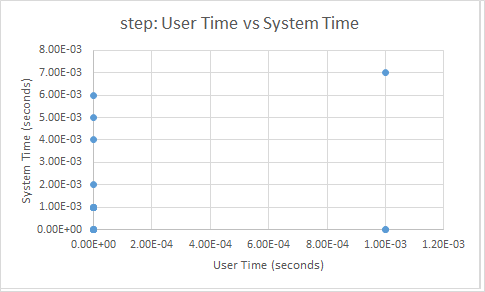 step: User Time vs System Time
8.00E-03
7.00E-03
6.00E-03
5.00E-03
4.00E-03
3.00E-03
2.00E-03
1.00E-03
0.00E+00
System Time (seconds)
0.00E+00 2.00E-04 4.00E-04 6.00E-04 8.00E-04 1.00E-03 1.20E-03
User Time (seconds)